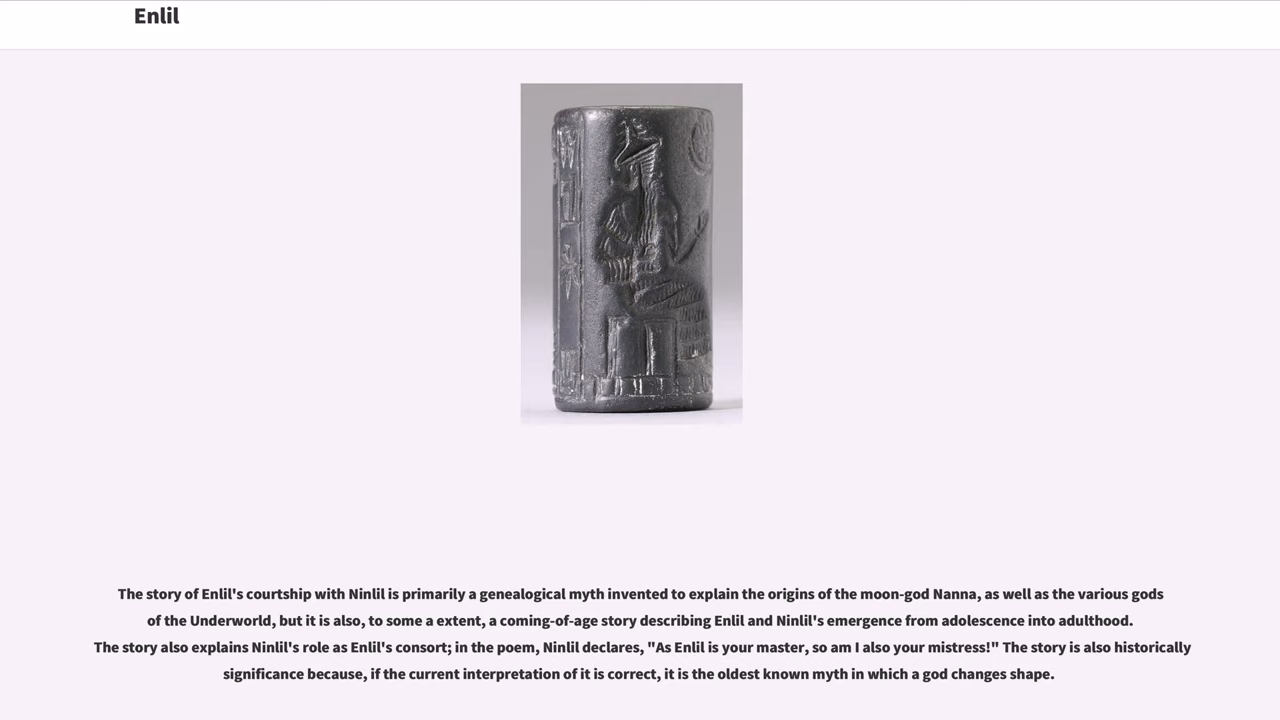 Enlil
The story of Enlil's courtship with Ninlil is primarily a genealogical myth invented to explain the origins of the moon-god Nanna, as well as the various gods
of the Underworld, but it is also, to some a extent, a coming-of-age story describing Enlil and Ninlil's emergence from adolescence into adulthood.
The story also explains Ninlil's role as Enlil's consort; in the poem, Ninlil declares, "As Enlil is your master, so am I also your mistress!" The story is also historically
significance because, if the current interpretation of it is correct, it is the oldest known myth in which a god changes shape.